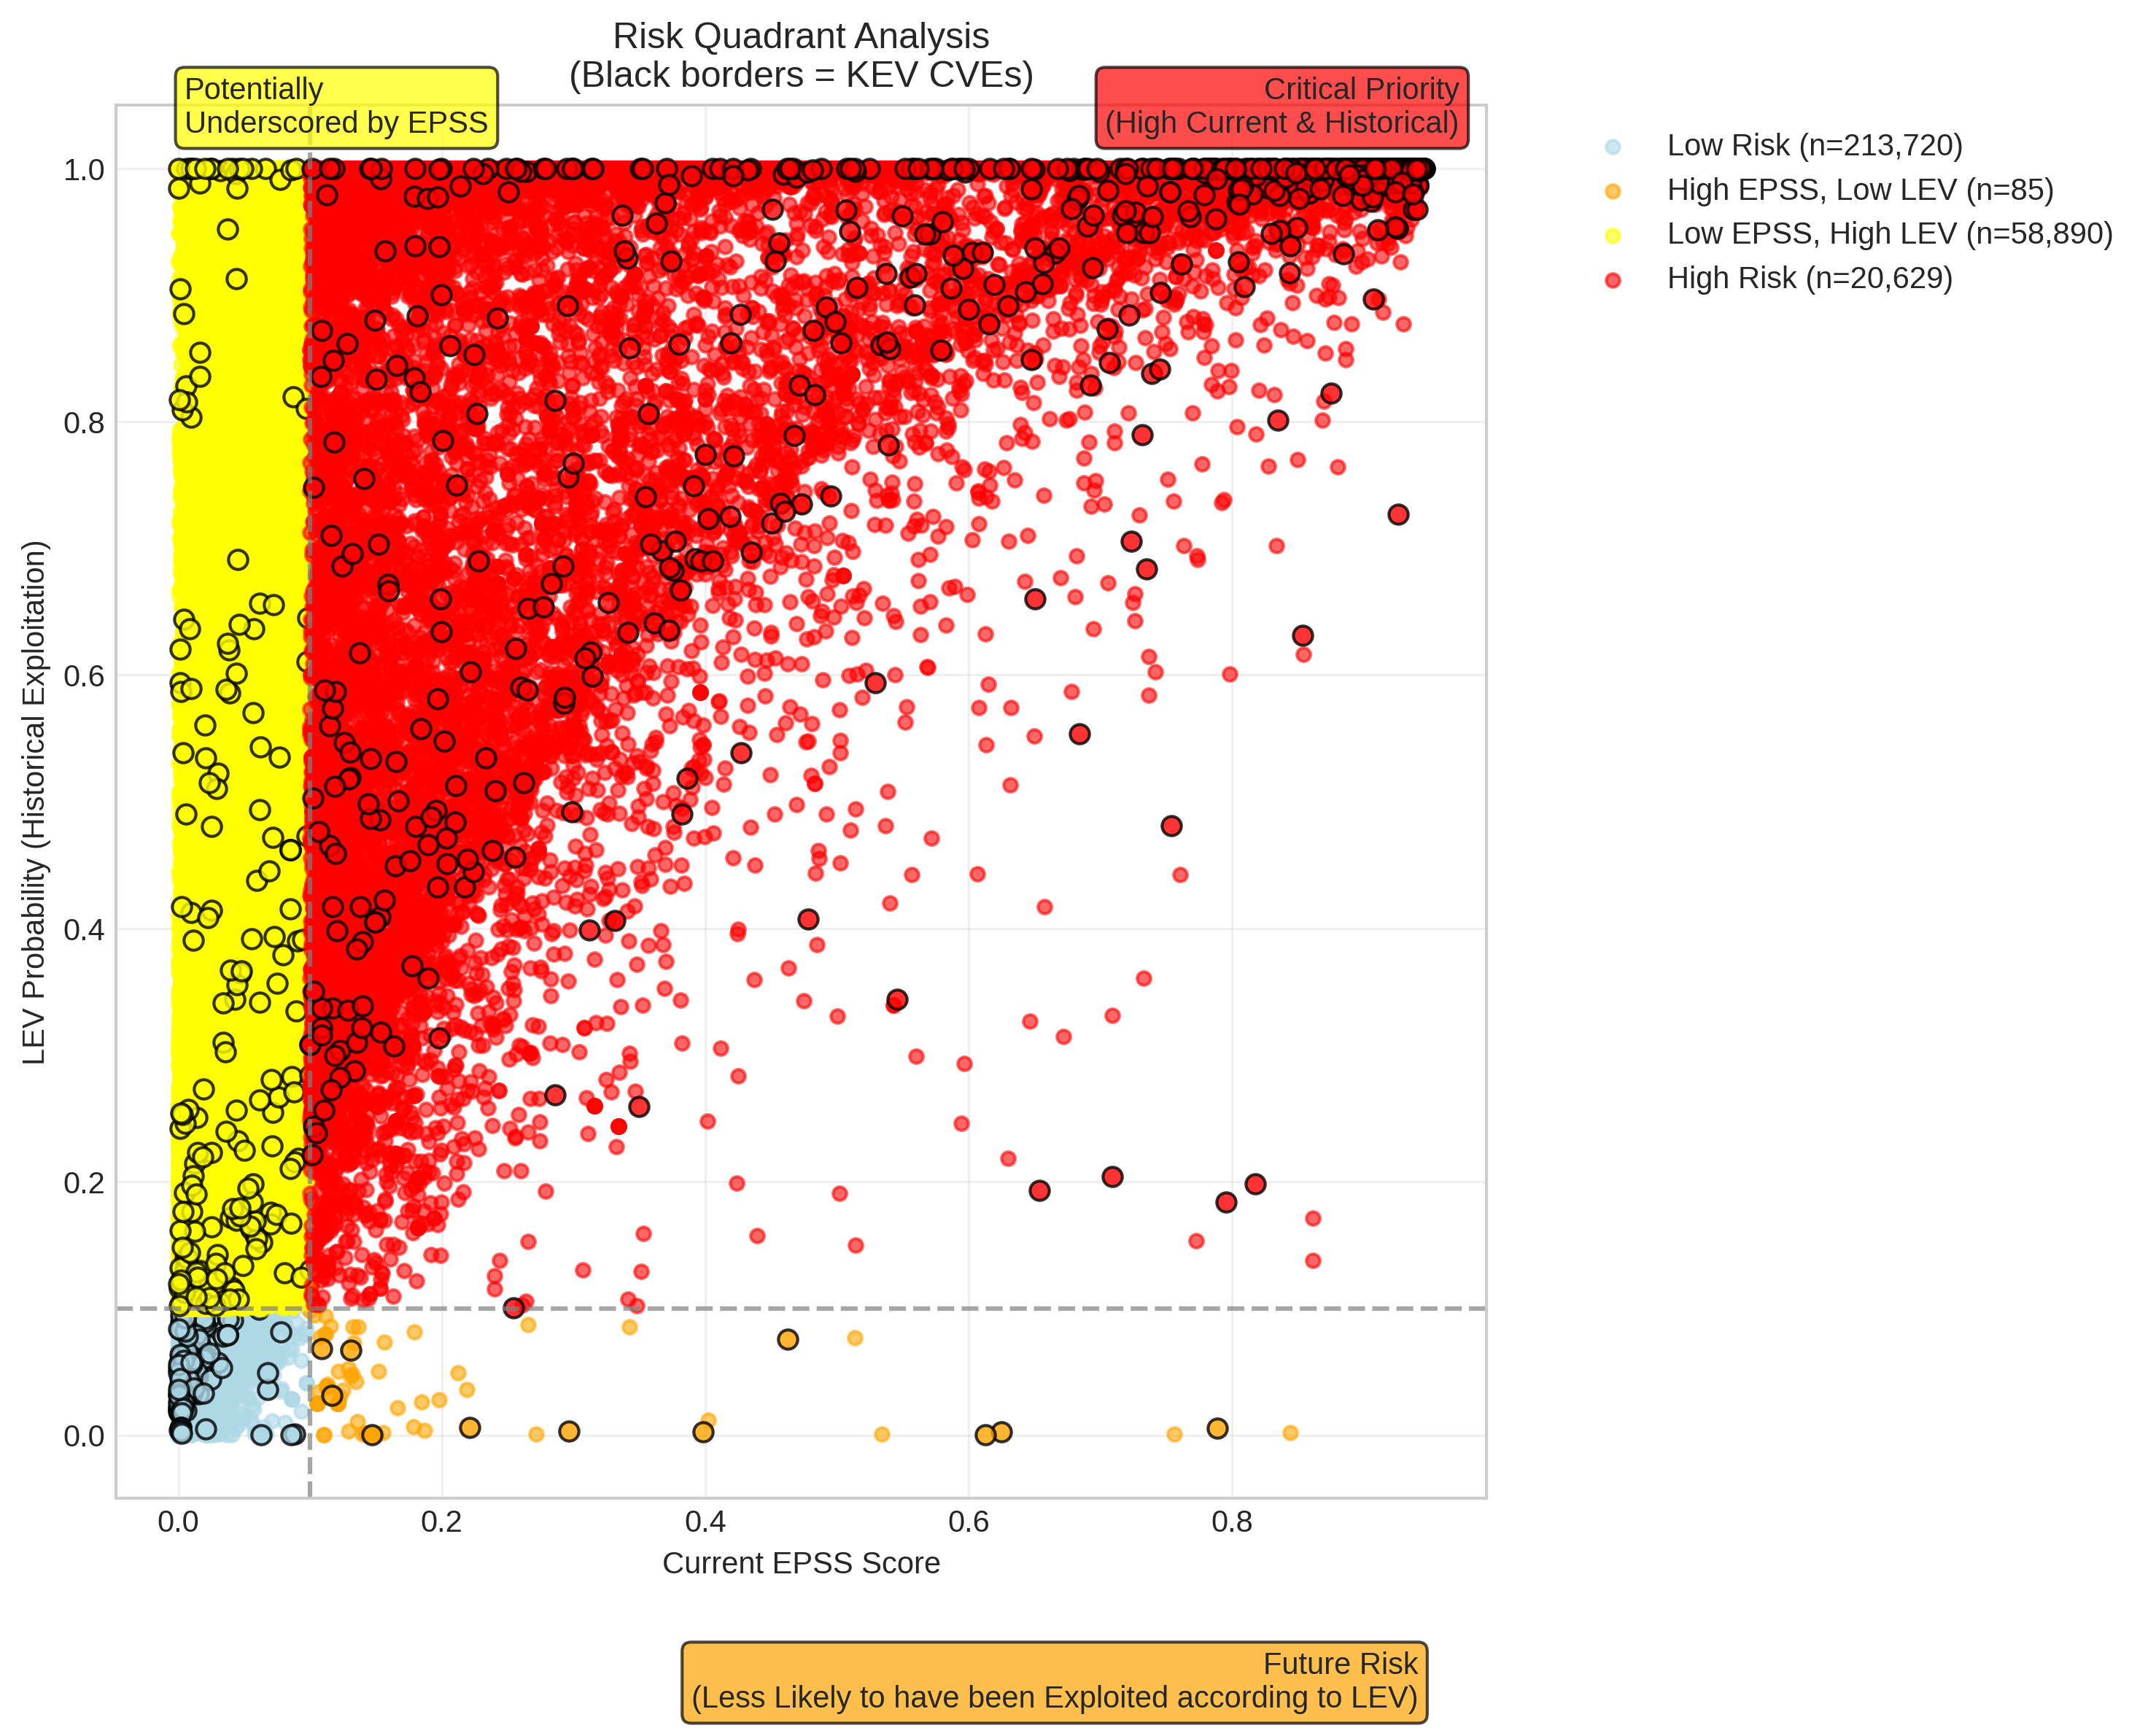 Risk Quadrant Analysis
(Black borders = KEV CVEs)
Potentially
Underscored by EPSS
Critical Priority
(High Current & Historical)
Low Risk (n=213,720)
High EPSS, Low LEV (n=85)
Low EPSS, High LEV (n=58,890)
High Risk (n=20,629)
LEV Probability (Historical Exploitation)
1.0
0.8
0.6
0.4
0.2
0.0
0.0
0.2
0.4
0.6
0.8
Current EPSS Score
Future Risk
(Less Likely to have been Exploited according to LEV)